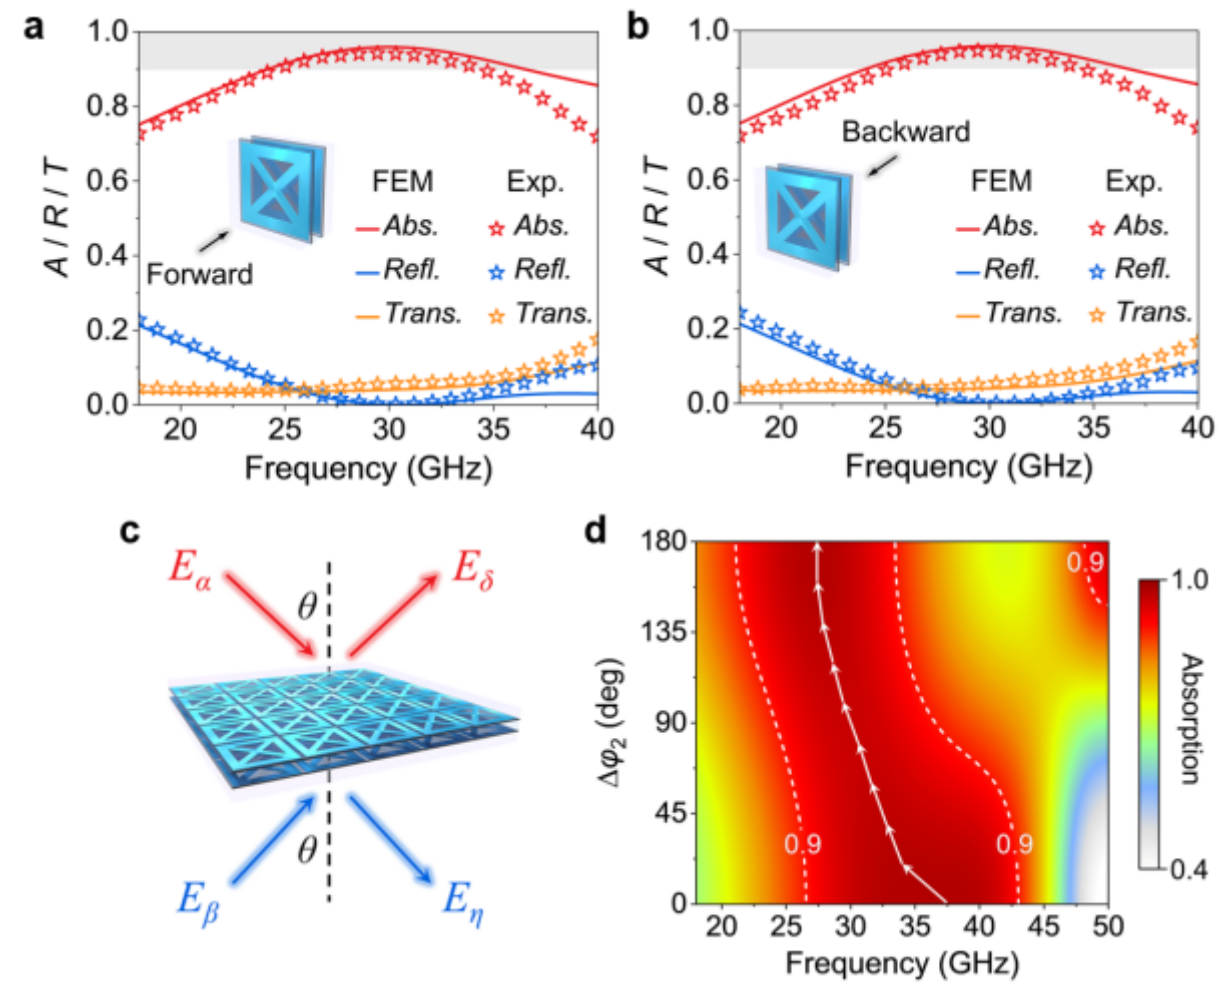 a
1.0
0.8
0.6
0.4
0.2
0.0
A / R / T
20 25 30 35 40
Frequency (GHz)
Forward
FEM Exp.
Abs. Abs.
Refl. Refl.
Trans. Trans.
b
1.0
0.8
0.6
0.4
0.2
0.0
A / R / T
20 25 30 35 40
Frequency (GHz)
Backward
FEM Exp.
Abs. Abs.
Refl. Refl.
Trans. Trans.
c
Eα Eδ
θ
θ
Eβ Eη
d
180
135
90
45
0
Δφ2 (deg)
0.9
0.9 0.9
20 25 30 35 40 45 50
Frequency (GHz)
1.0
0.4
Absorption